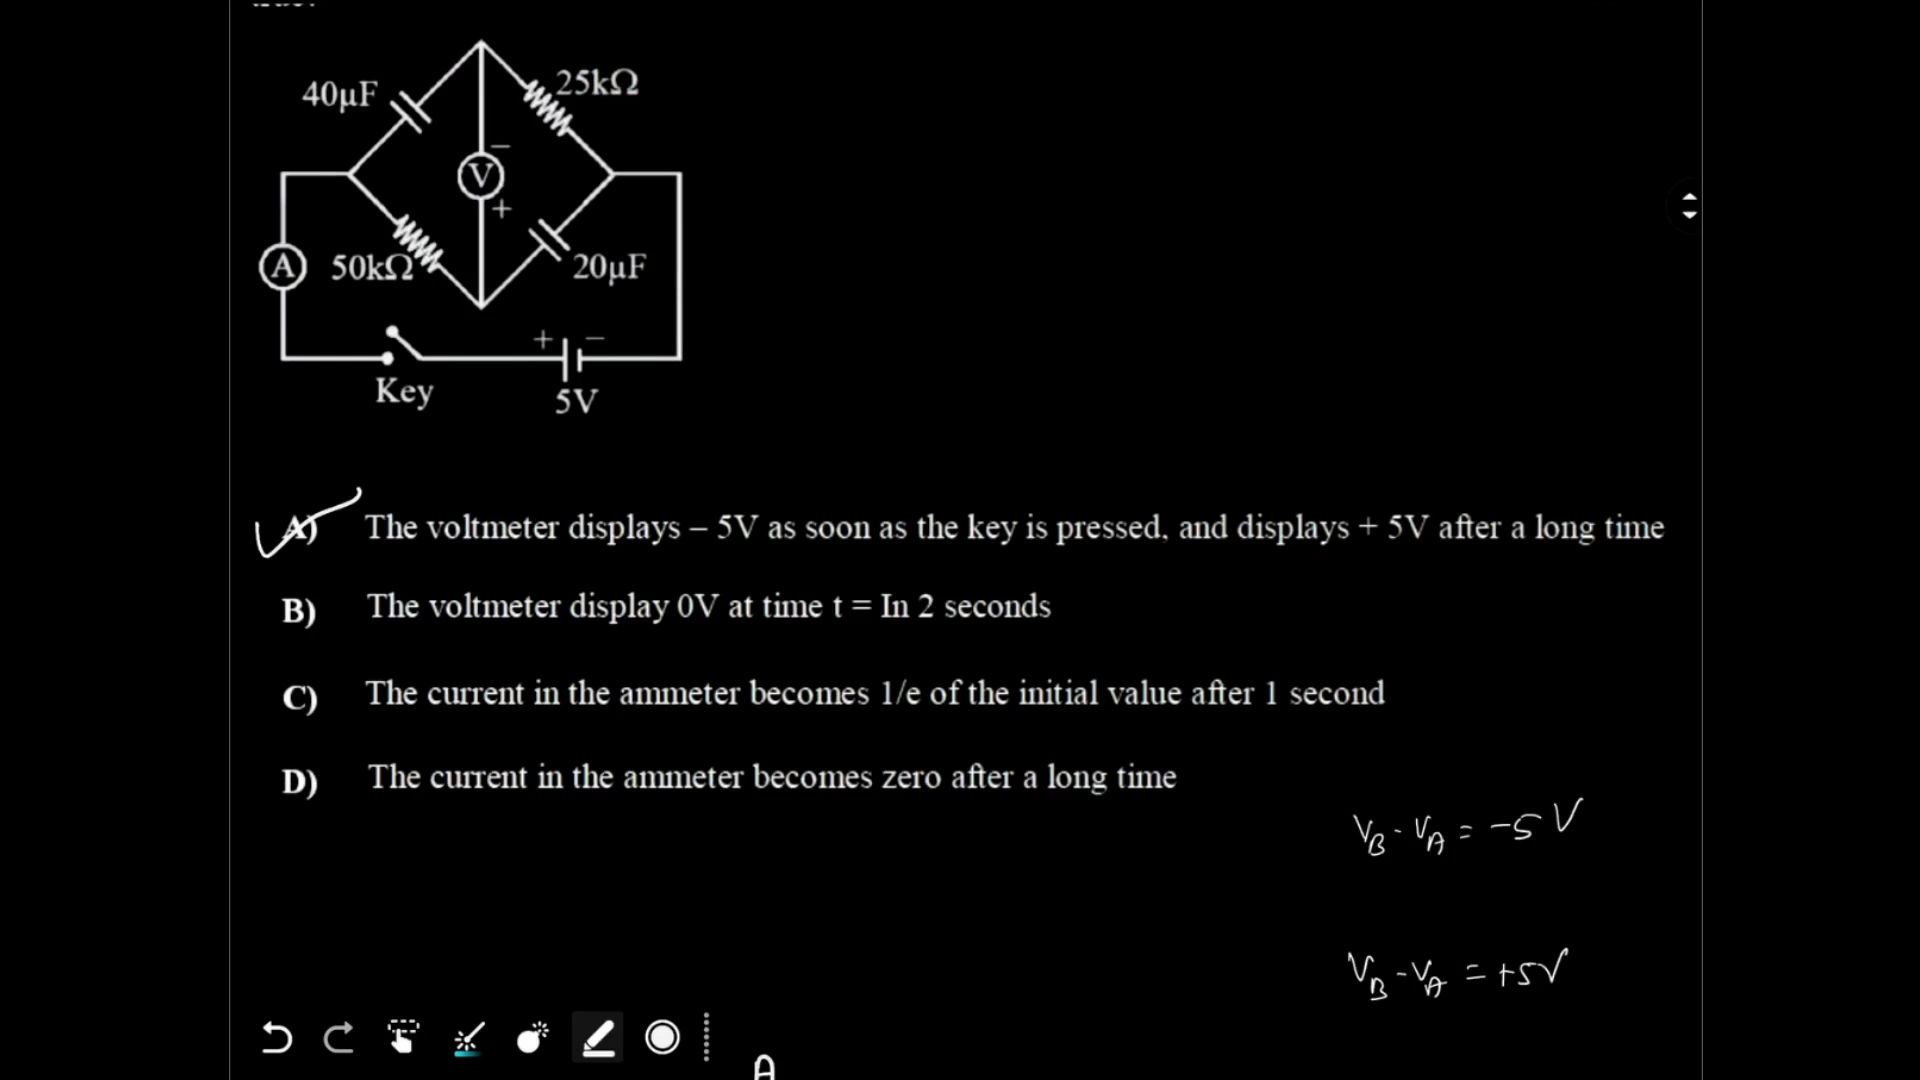 40μF
25kΩ
−
V
+
A
50kΩ
20μF
+ −
Key
5V
A) The voltmeter displays – 5V as soon as the key is pressed, and displays + 5V after a long time
B) The voltmeter display 0V at time t = In 2 seconds
C) The current in the ammeter becomes 1/e of the initial value after 1 second
D) The current in the ammeter becomes zero after a long time
V_B - V_A = -5 V
V_B - V_A = +5V
A